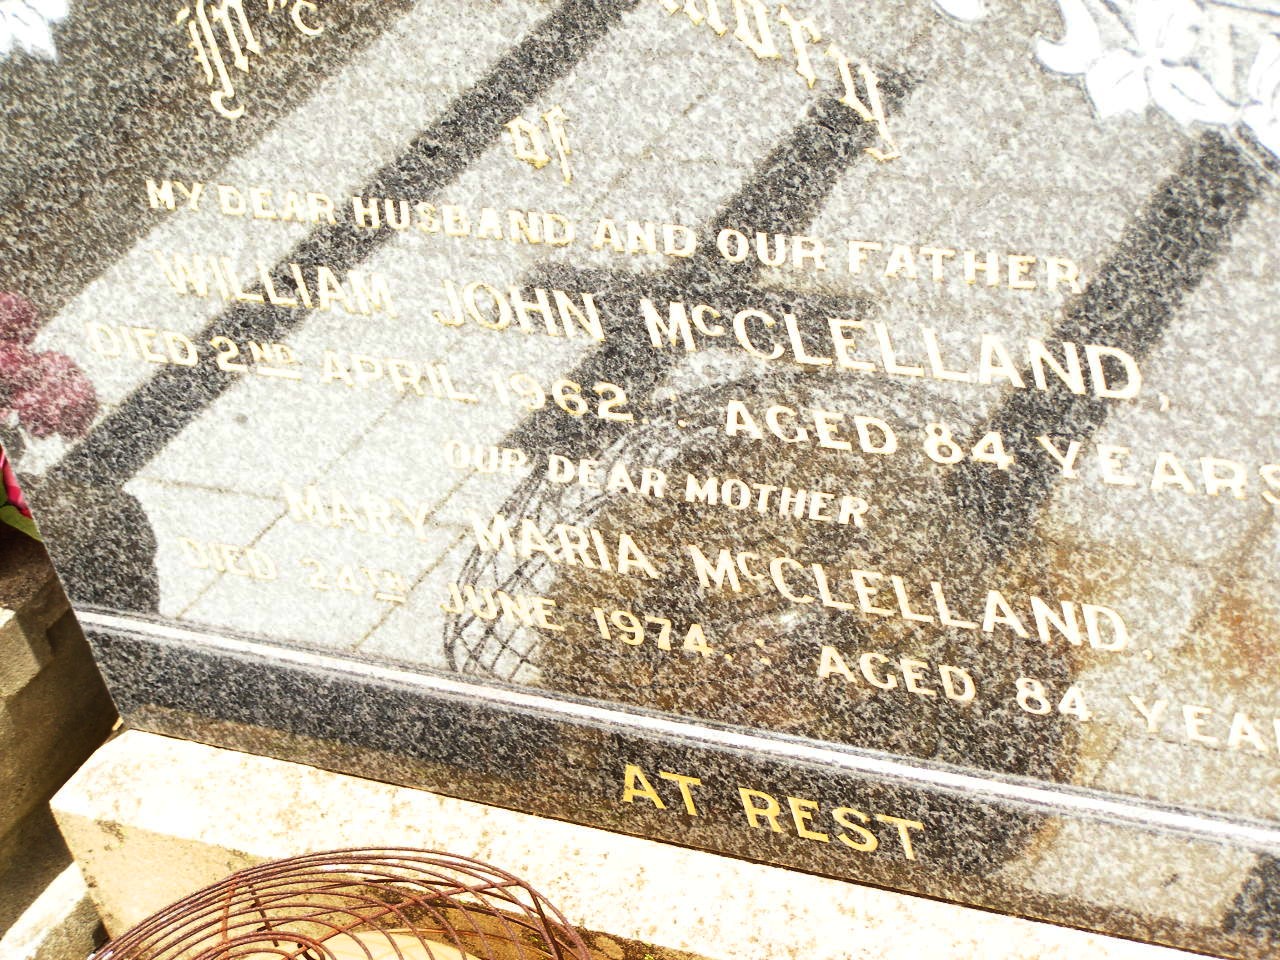 In
of
MY DEAR HUSBAND AND OUR FATHER
WILLIAM JOHN McCLELLAND,
DIED 2ND APRIL 1962 : AGED 84 YEARS
OUR DEAR MOTHER
MARY MARIA McCLELLAND,
DIED 24TH JUNE 1974. : AGED 84
AT REST